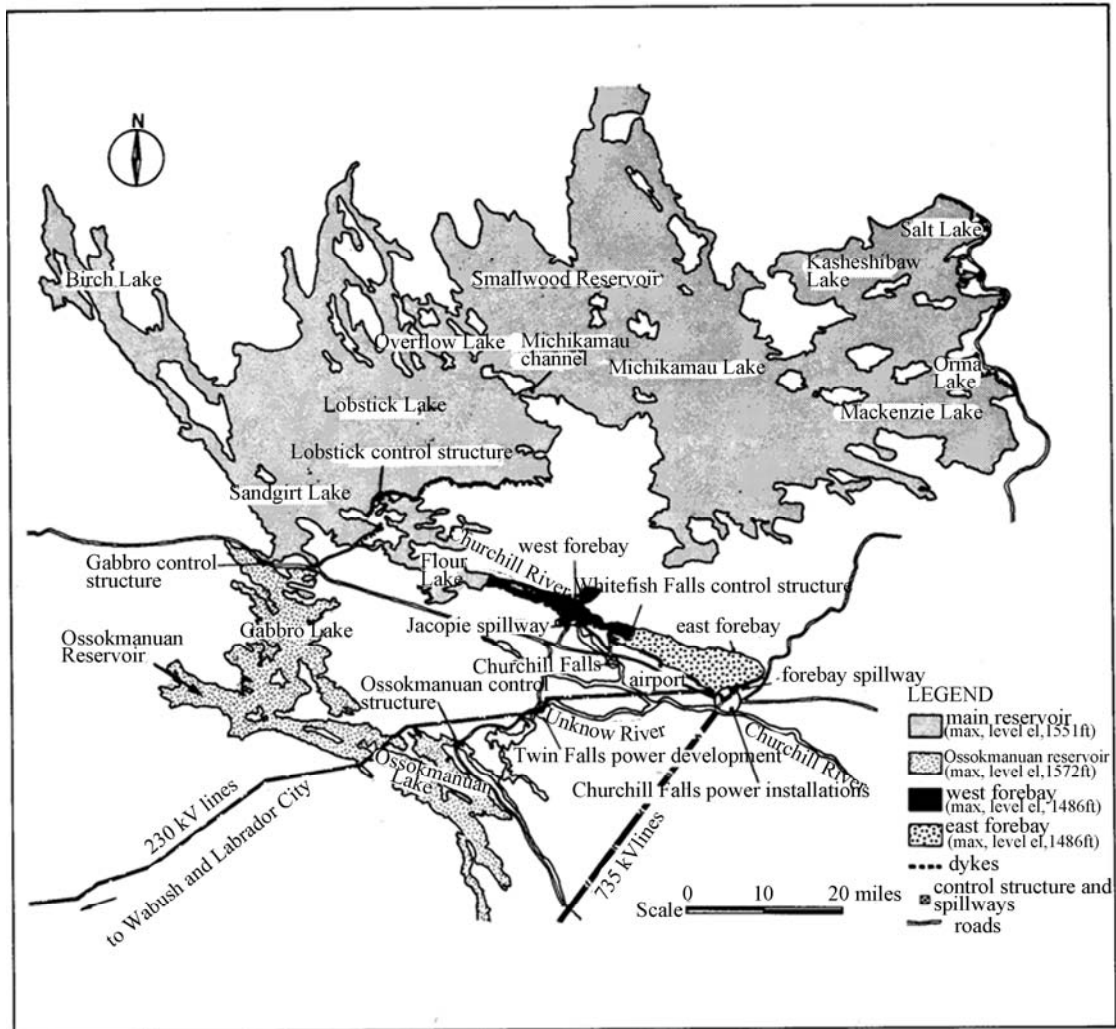 N
Salt Lake
Kasheshibaw
Lake
Birch Lake
Smallwood Reservoir
Overflow Lake
Michikamau
channel
Michikamau Lake
Orma
Lake
Lobstick Lake
Mackenzie Lake
Lobstick control structure
Sandgirt Lake
Churchill River
west forebay
Gabbro control
structure
Flour
Lake
Whitefish Falls control structure
Jacopie spillway
east forebay
Gabbro Lake
Ossokmanuan
Reservoir
Churchill Falls
airport
forebay spillway
Ossokmanuan control
structure
Unknow River
Churchill River
Twin Falls power development
Ossokmanuan
Lake
Churchill Falls power installations
230 kV lines
to Wabush and Labrador City
735 kVlines
0 10 20 miles
Scale
LEGEND
main reservoir
(max, level el,1551ft)
Ossokmanuan reservoir
(max, level el,1572ft)
west forebay
(max, level el, 1486ft)
east forebay
(max, level el,1486ft)
dykes
control structure and
spillways
roads